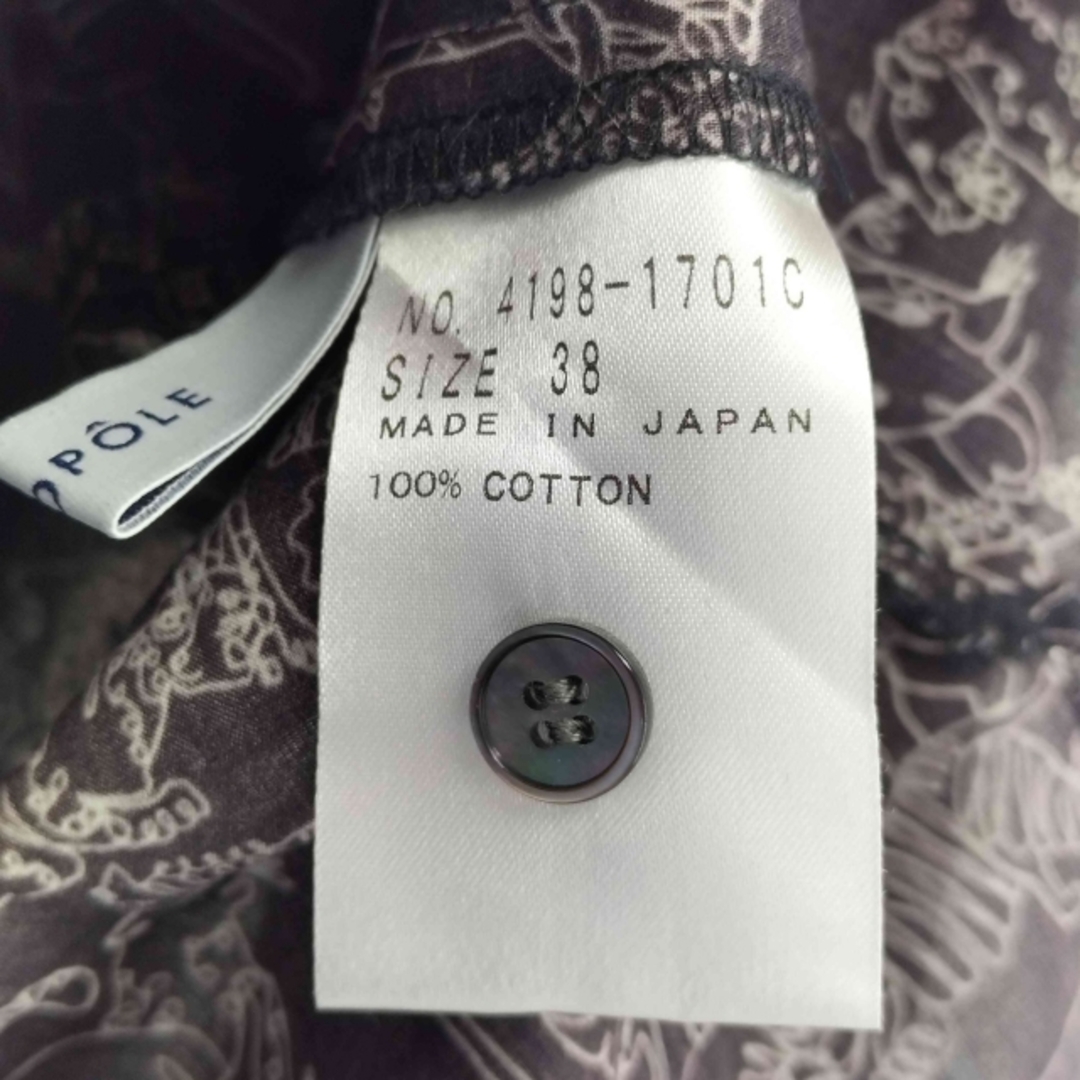 NO. 4198-1701C
SIZE 38
MADE IN JAPAN
100% COTTON
PÔLE